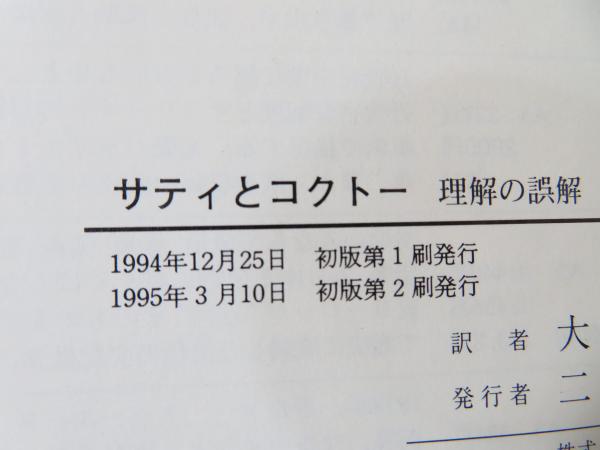 サティとコクトー 理解の誤解
1994年12月25日 初版第1刷発行
1995年3月10日 初版第2刷発行
訳者 大
発行者 二
株式